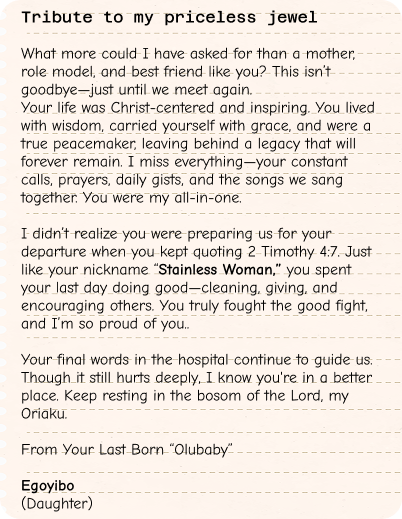 Tribute to my priceless jewel
What more could I have asked for than a mother,
role model, and best friend like you? This isn't
goodbye—just until we meet again.
Your life was Christ-centered and inspiring. You lived
with wisdom, carried yourself with grace, and were a
true peacemaker, leaving behind a legacy that will
forever remain. I miss everything—your constant
calls, prayers, daily gists, and the songs we sang
together. You were my all-in-one.
I didn't realize you were preparing us for your
departure when you kept quoting 2 Timothy 4:7. Just
like your nickname “Stainless Woman,” you spent
your last day doing good—cleaning, giving, and
encouraging others. You truly fought the good fight,
and I'm so proud of you..
Your final words in the hospital continue to guide us.
Though it still hurts deeply, I know you're in a better
place. Keep resting in the bosom of the Lord, my
Oriaku.
From Your Last Born “Olubaby”
Egoyibo
(Daughter)